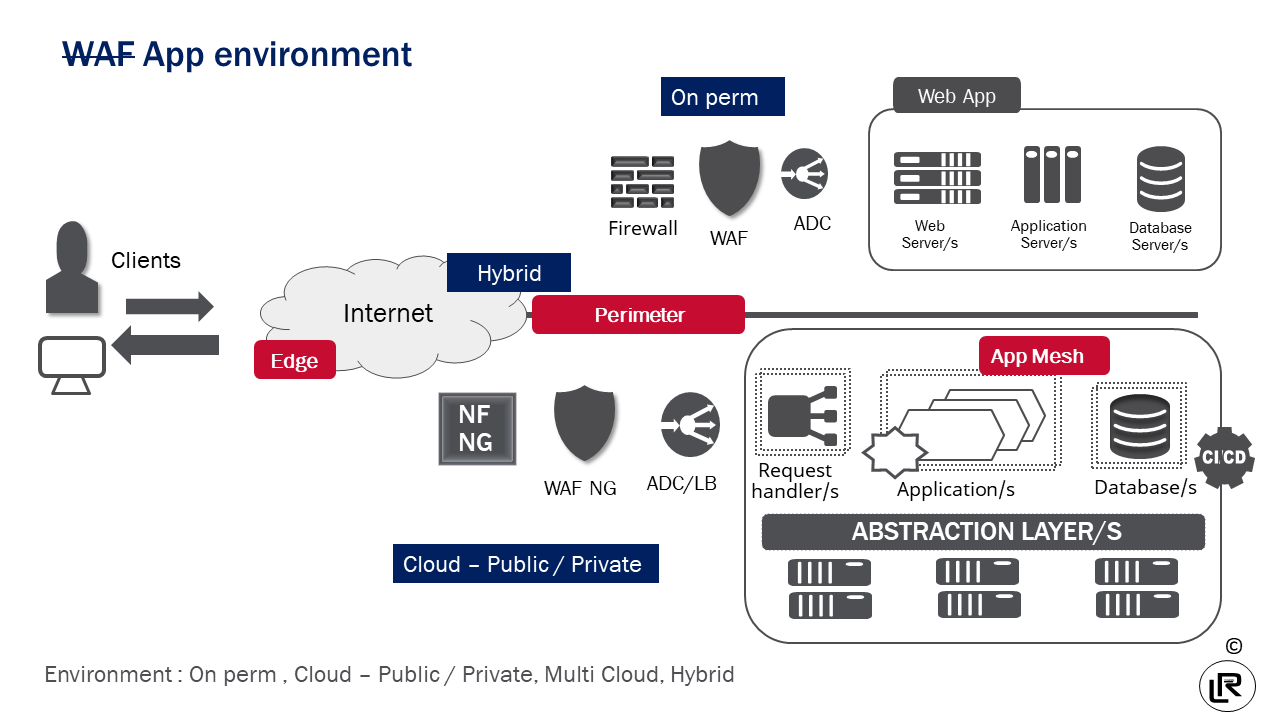 WAF App environment
On perm
Web App
Firewall
WAF
ADC
Web
Server/s
Application
Server/s
Database
Server/s
Clients
Hybrid
Internet
Perimeter
Edge
App Mesh
NF
NG
WAF NG
ADC/LB
Request
handler/s
Application/s
Database/s
CI/CD
ABSTRACTION LAYER/S
Cloud – Public / Private
Environment : On perm , Cloud – Public / Private, Multi Cloud, Hybrid
©
LR